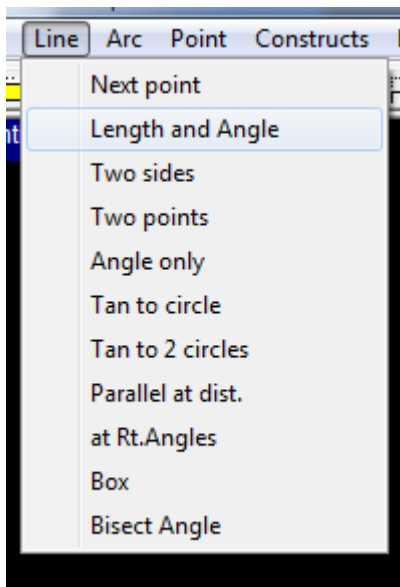 Line Arc Point Constructs
Next point
Length and Angle
Two sides
Two points
Angle only
Tan to circle
Tan to 2 circles
Parallel at dist.
at Rt.Angles
Box
Bisect Angle